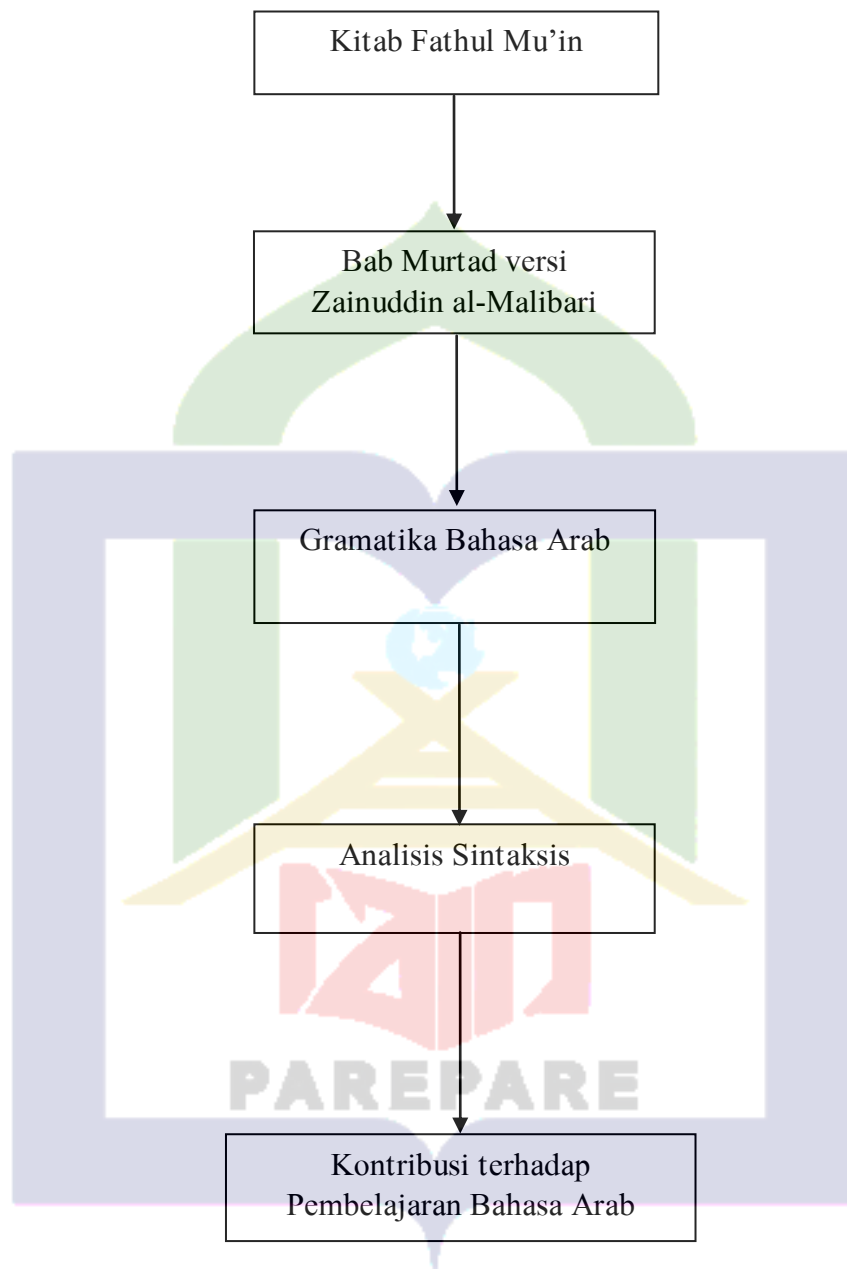 Kitab Fathul Mu’in
Bab Murtad versi
Zainuddin al-Malibari
Gramatika Bahasa Arab
Analisis Sintaksis
iain
PAREPARE
Kontribusi terhadap
Pembelajaran Bahasa Arab